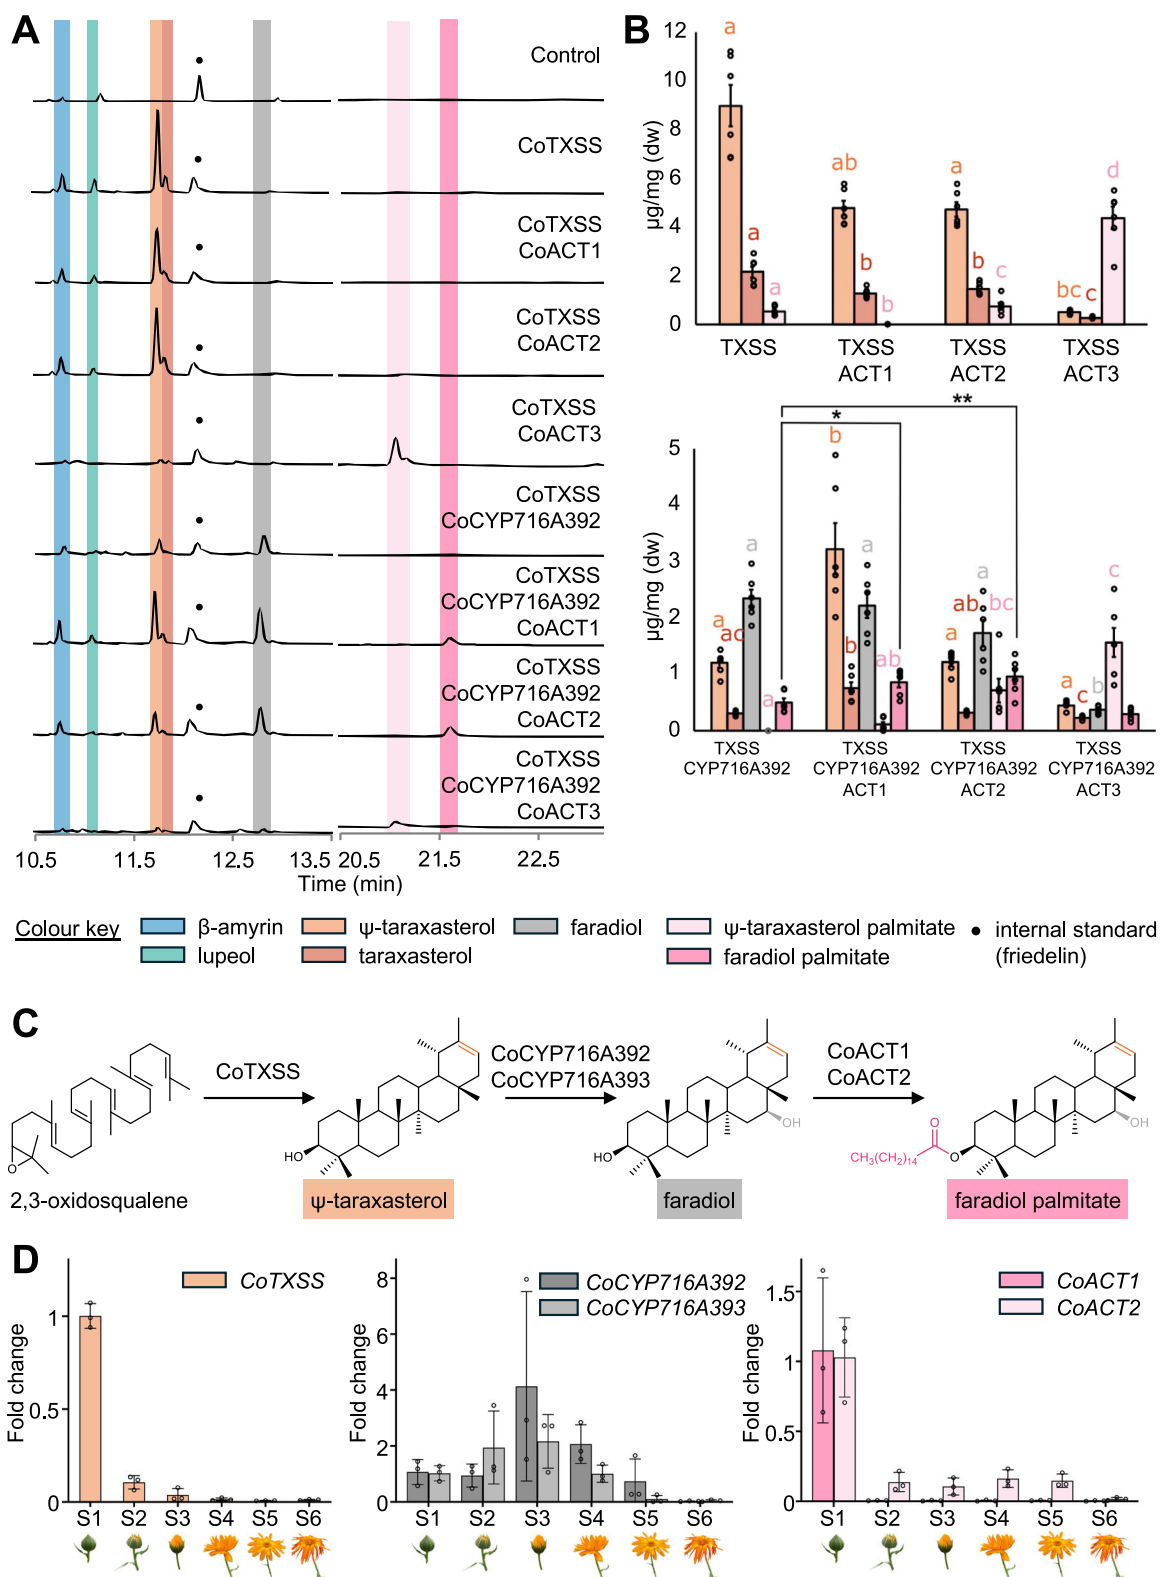 A
Control
CoTXSS
CoTXSS
CoACT1
CoTXSS
CoACT2
CoTXSS
CoACT3
CoTXSS
CoCYP716A392
CoTXSS
CoCYP716A392
CoACT1
CoTXSS
CoCYP716A392
CoACT2
CoTXSS
CoCYP716A392
CoACT3
10.5 11.5 12.5 13.5 20.5 21.5 22.5
Time (min)
B
µg/mg (dw)
12
10
8
6
4
2
0
a a a
ab b b
a b c
bc c d
TXSS
TXSS
ACT1
TXSS
ACT2
TXSS
ACT3
µg/mg (dw)
5
4
3
2
1
0
* **
a ac a a
b b a ab
a ab a bc
a c b c
TXSS
CYP716A392
TXSS
CYP716A392
ACT1
TXSS
CYP716A392
ACT2
TXSS
CYP716A392
ACT3
Colour key
β-amyrin
ψ-taraxasterol
faradiol
ψ-taraxasterol palmitate
• internal standard
(friedelin)
lupeol
taraxasterol
faradiol palmitate
C
CoTXSS
CoCYP716A392
CoCYP716A393
CoACT1
CoACT2
O
2,3-oxidosqualene
HO
ψ-taraxasterol
HO
OH
faradiol
CH3(CH2)14
O
O
OH
faradiol palmitate
D
Fold change
1
0.5
0
CoTXSS
S1 S2 S3 S4 S5 S6
Fold change
8
6
4
2
0
CoCYP716A392
CoCYP716A393
S1 S2 S3 S4 S5 S6
Fold change
1.5
1
0.5
0
CoACT1
CoACT2
S1 S2 S3 S4 S5 S6